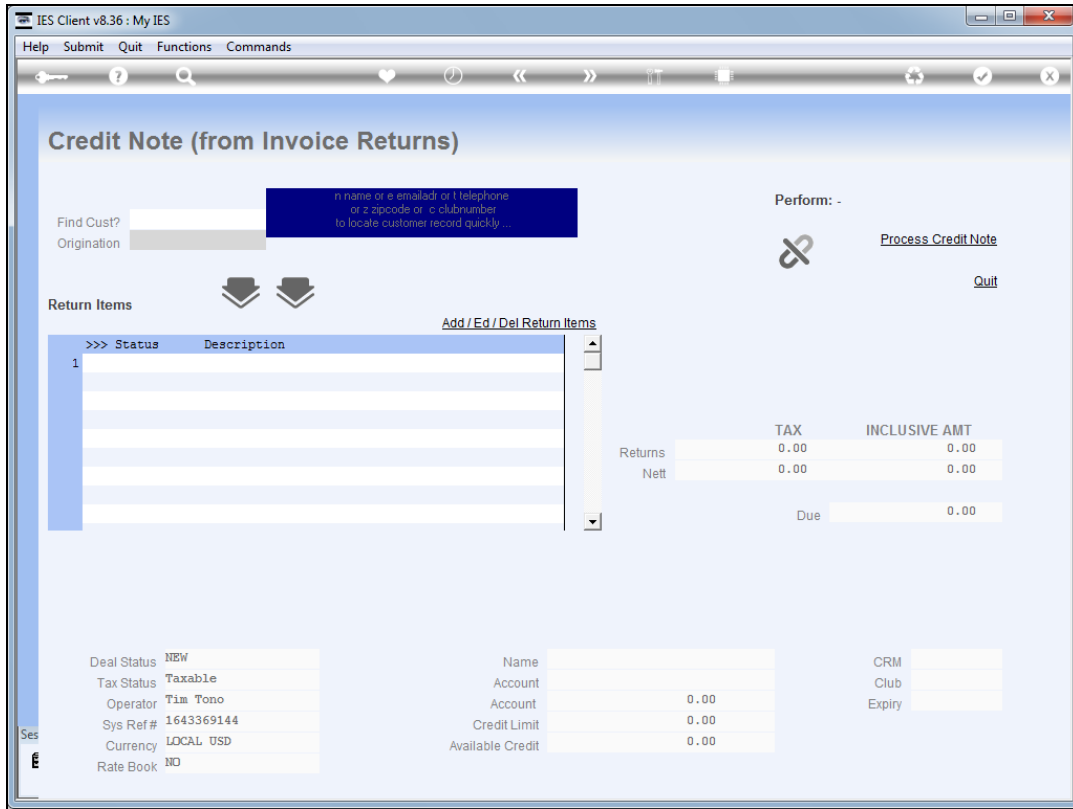 IES Client v8.36 : My IES
Help Submit Quit Functions Commands
Credit Note (from Invoice Returns)
n name or e emailadr or t telephone
or z zipcode or c clubnumber
to locate customer record quickly ...
Find Cust?
Origination
Perform: -
Process Credit Note
Quit
Return Items
Add / Ed / Del Return Items
>>> Status Description
1
TAX INCLUSIVE AMT
Returns 0.00 0.00
Nett 0.00 0.00
Due 0.00
Deal Status NEW
Tax Status Taxable
Operator Tim Tono
Sys Ref # 1643369144
Currency LOCAL USD
Rate Book NO
Name
Account
Account 0.00
Credit Limit 0.00
Available Credit 0.00
CRM
Club
Expiry
Ses